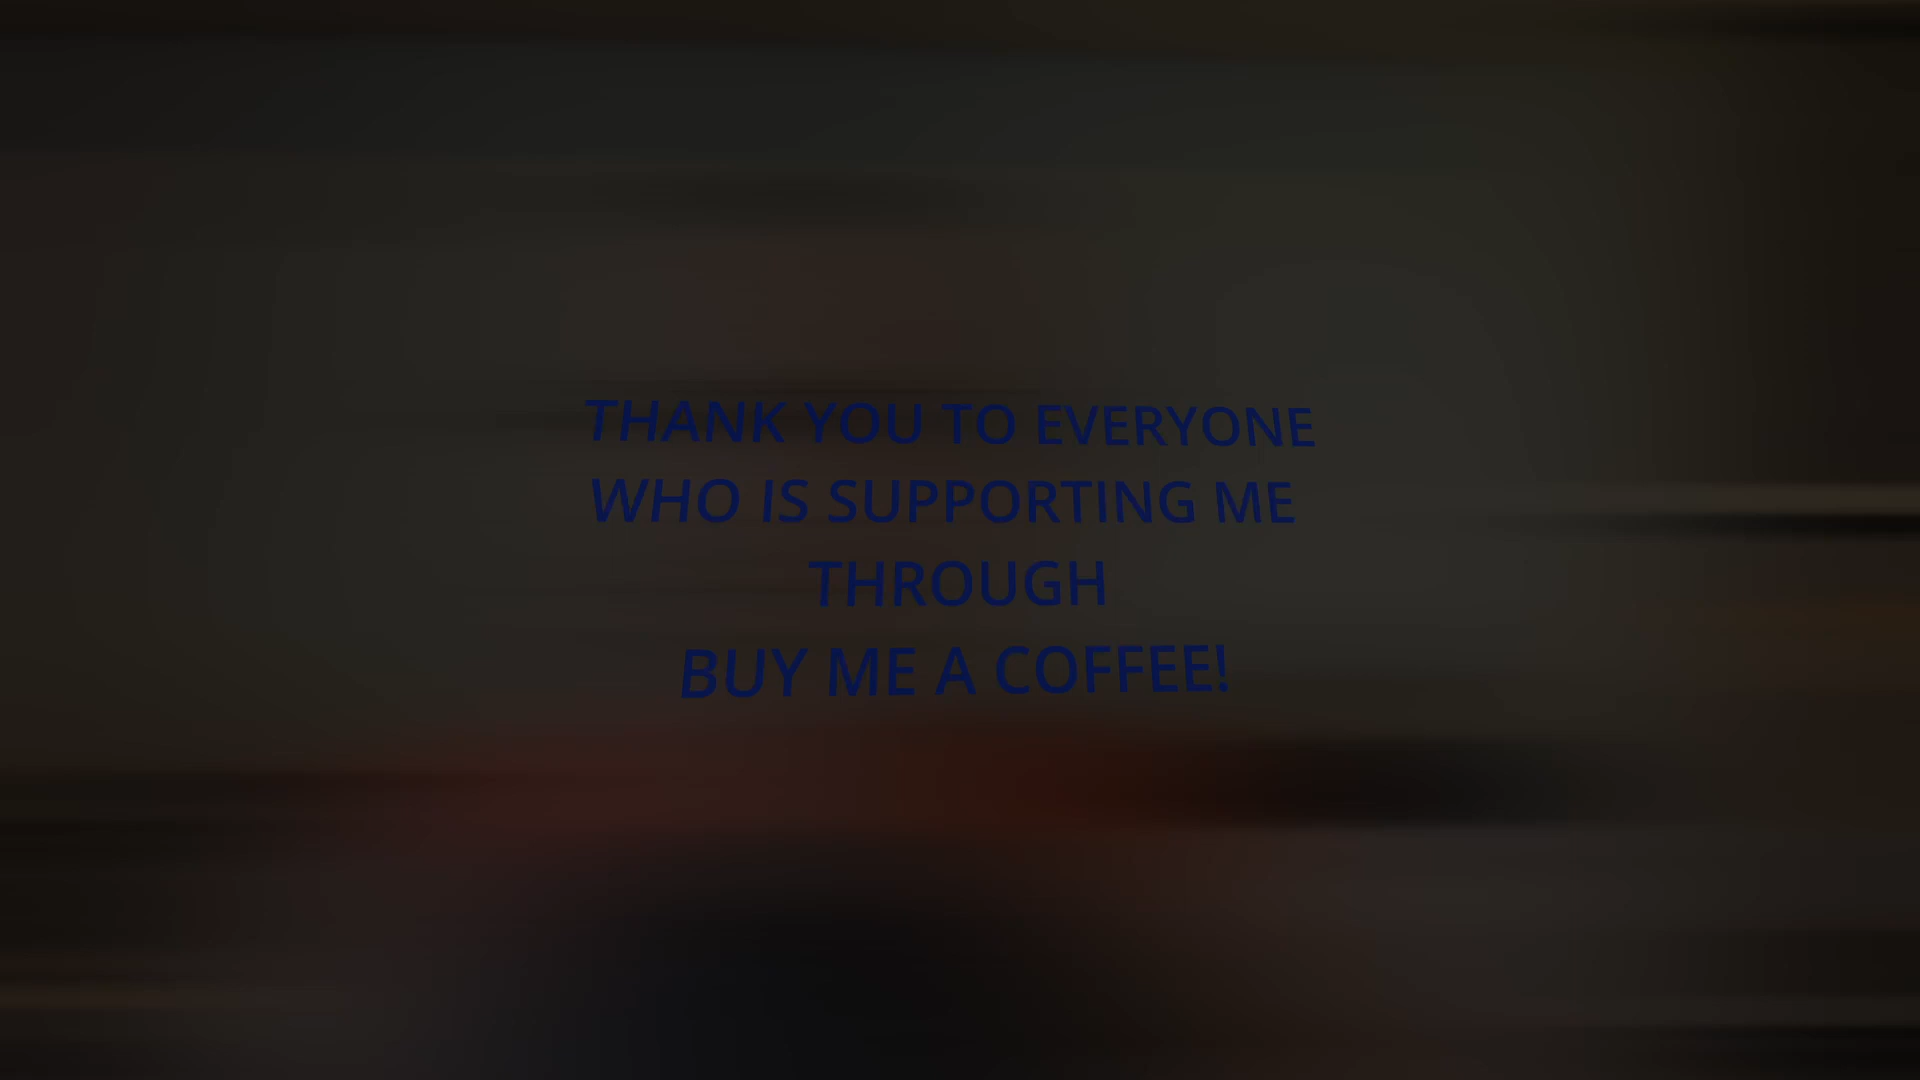 THANK YOU TO EVERYONE
WHO IS SUPPORTING ME
THROUGH
BUY ME A COFFEE!